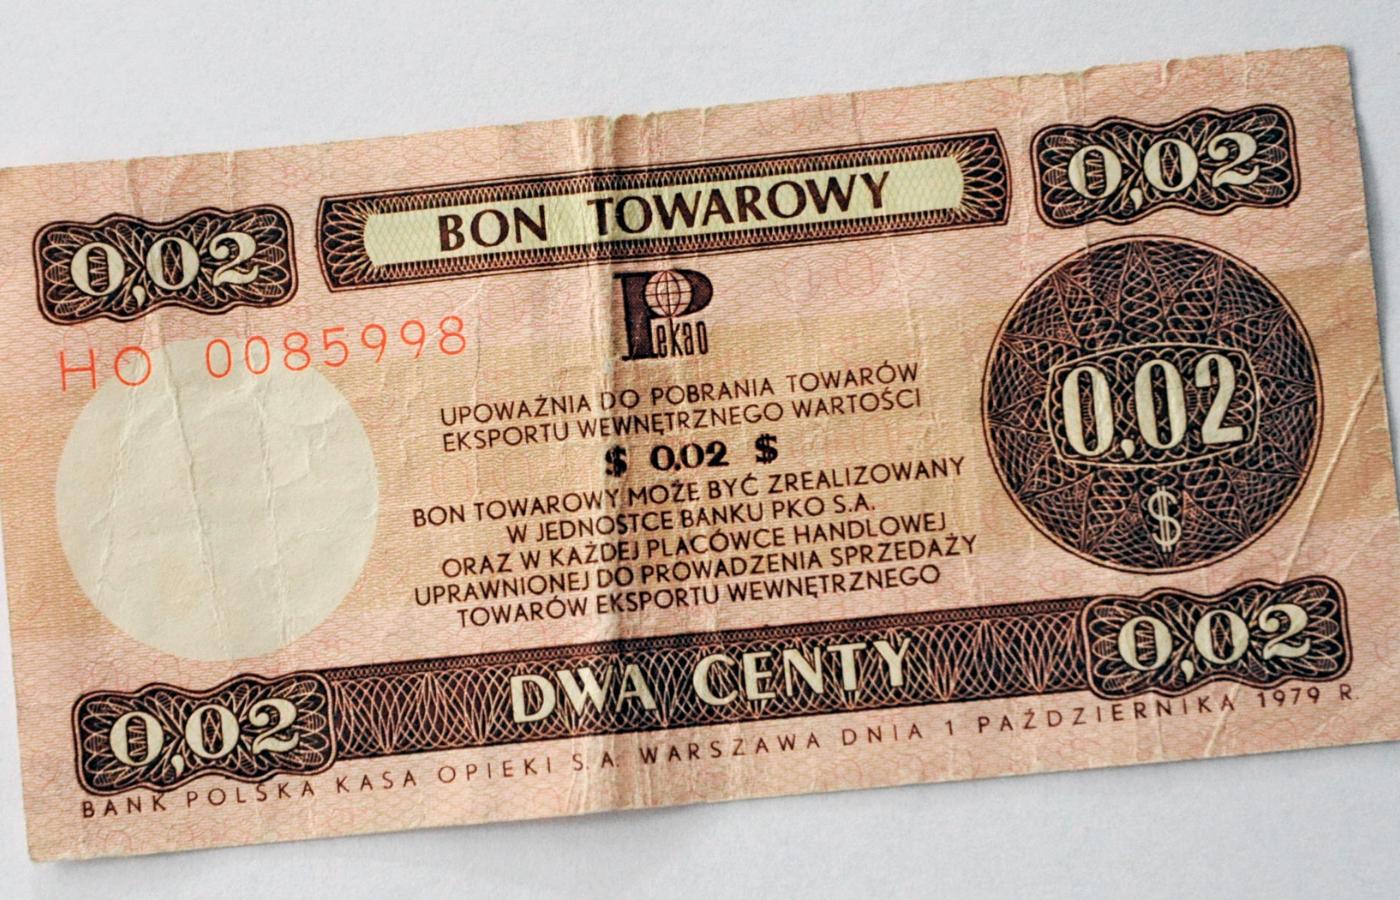 BON TOWAROWY
0,02
0,02
HO 0085998
Pekao
UPOWAŻNIA DO POBRANIA TOWARÓW
EKSPORTU WEWNĘTRZNEGO WARTOŚCI
$ 0.02 $
BON TOWAROWY MOŻE BYĆ ZREALIZOWANY
W JEDNOSTCE BANKU PKO S.A.
ORAZ W KAŻDEJ PLACÓWCE HANDLOWEJ
UPRAWNIONEJ DO PROWADZENIA SPRZEDAŻY
TOWARÓW EKSPORTU WEWNĘTRZNEGO
0,02
$
0,02
DWA CENTY
0,02
BANK POLSKA KASA OPIEKI S.A. WARSZAWA DNIA 1 PAŹDZIERNIKA 1979 R.